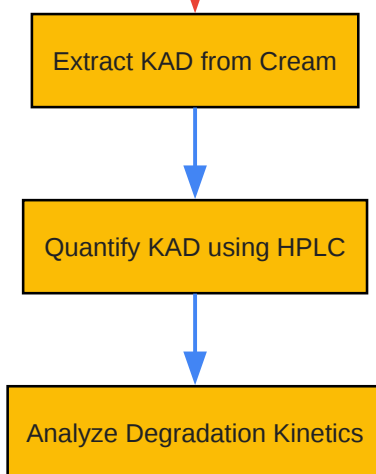 Extract KAD from Cream
Quantify KAD using HPLC
Analyze Degradation Kinetics